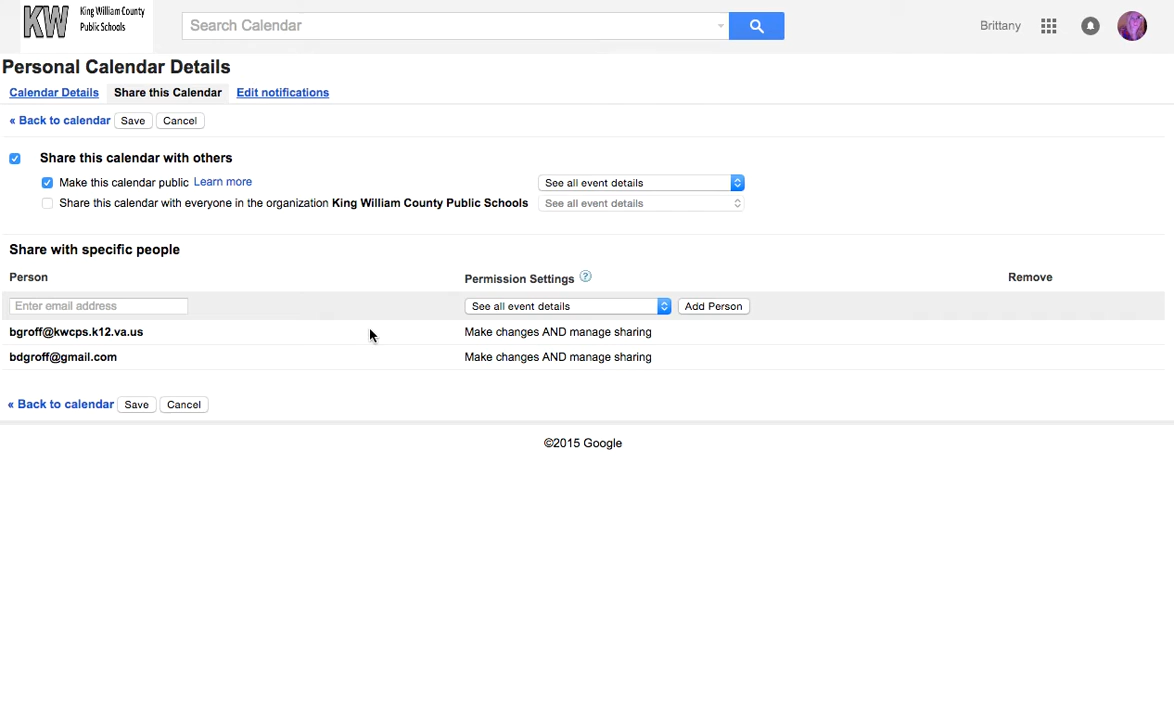 KW King William County
Public Schools
Search Calendar
Brittany
Personal Calendar Details
Calendar Details Share this Calendar Edit notifications
« Back to calendar Save Cancel
Share this calendar with others
Make this calendar public Learn more See all event details
Share this calendar with everyone in the organization King William County Public Schools See all event details
Share with specific people
Person Permission Settings ? Remove
Enter email address See all event details Add Person
bgroff@kwcps.k12.va.us Make changes AND manage sharing
bdgroff@gmail.com Make changes AND manage sharing
« Back to calendar Save Cancel
©2015 Google